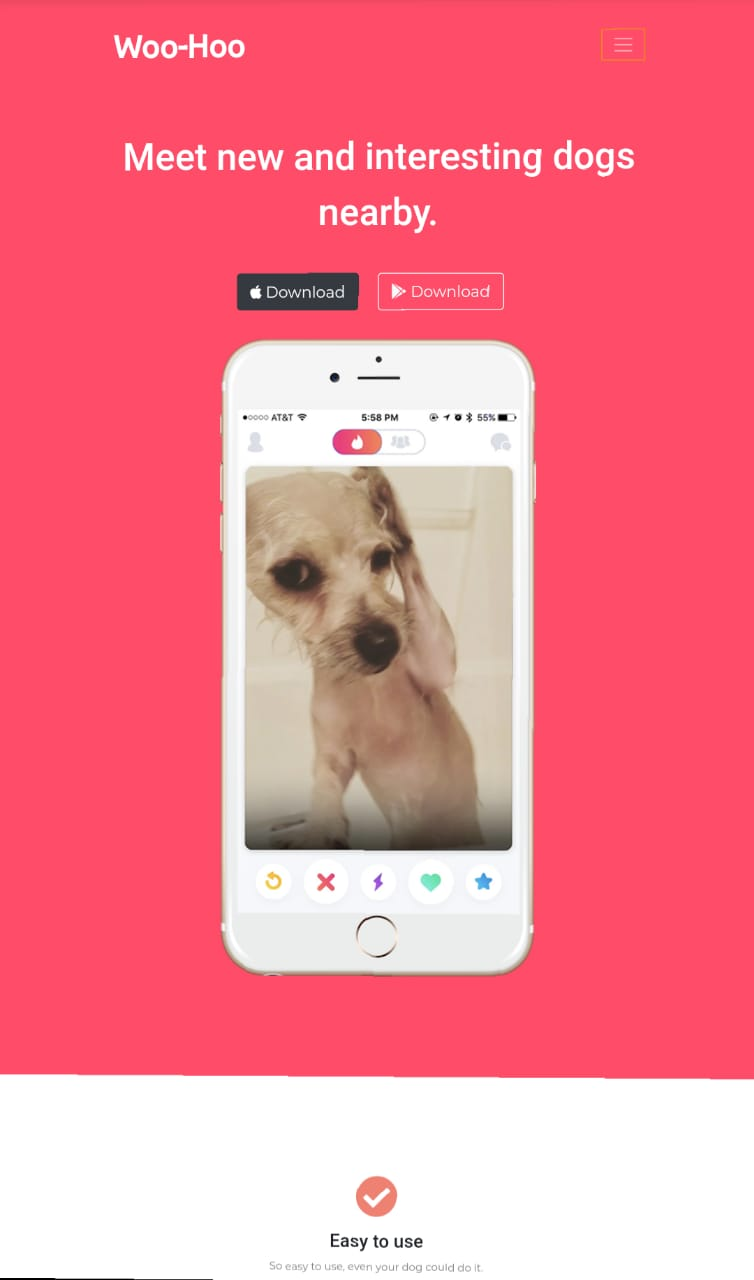 Woo-Hoo
Meet new and interesting dogs
nearby.
Download Download
AT&T 5:58 PM 55%
Easy to use
So easy to use, even your dog could do it.